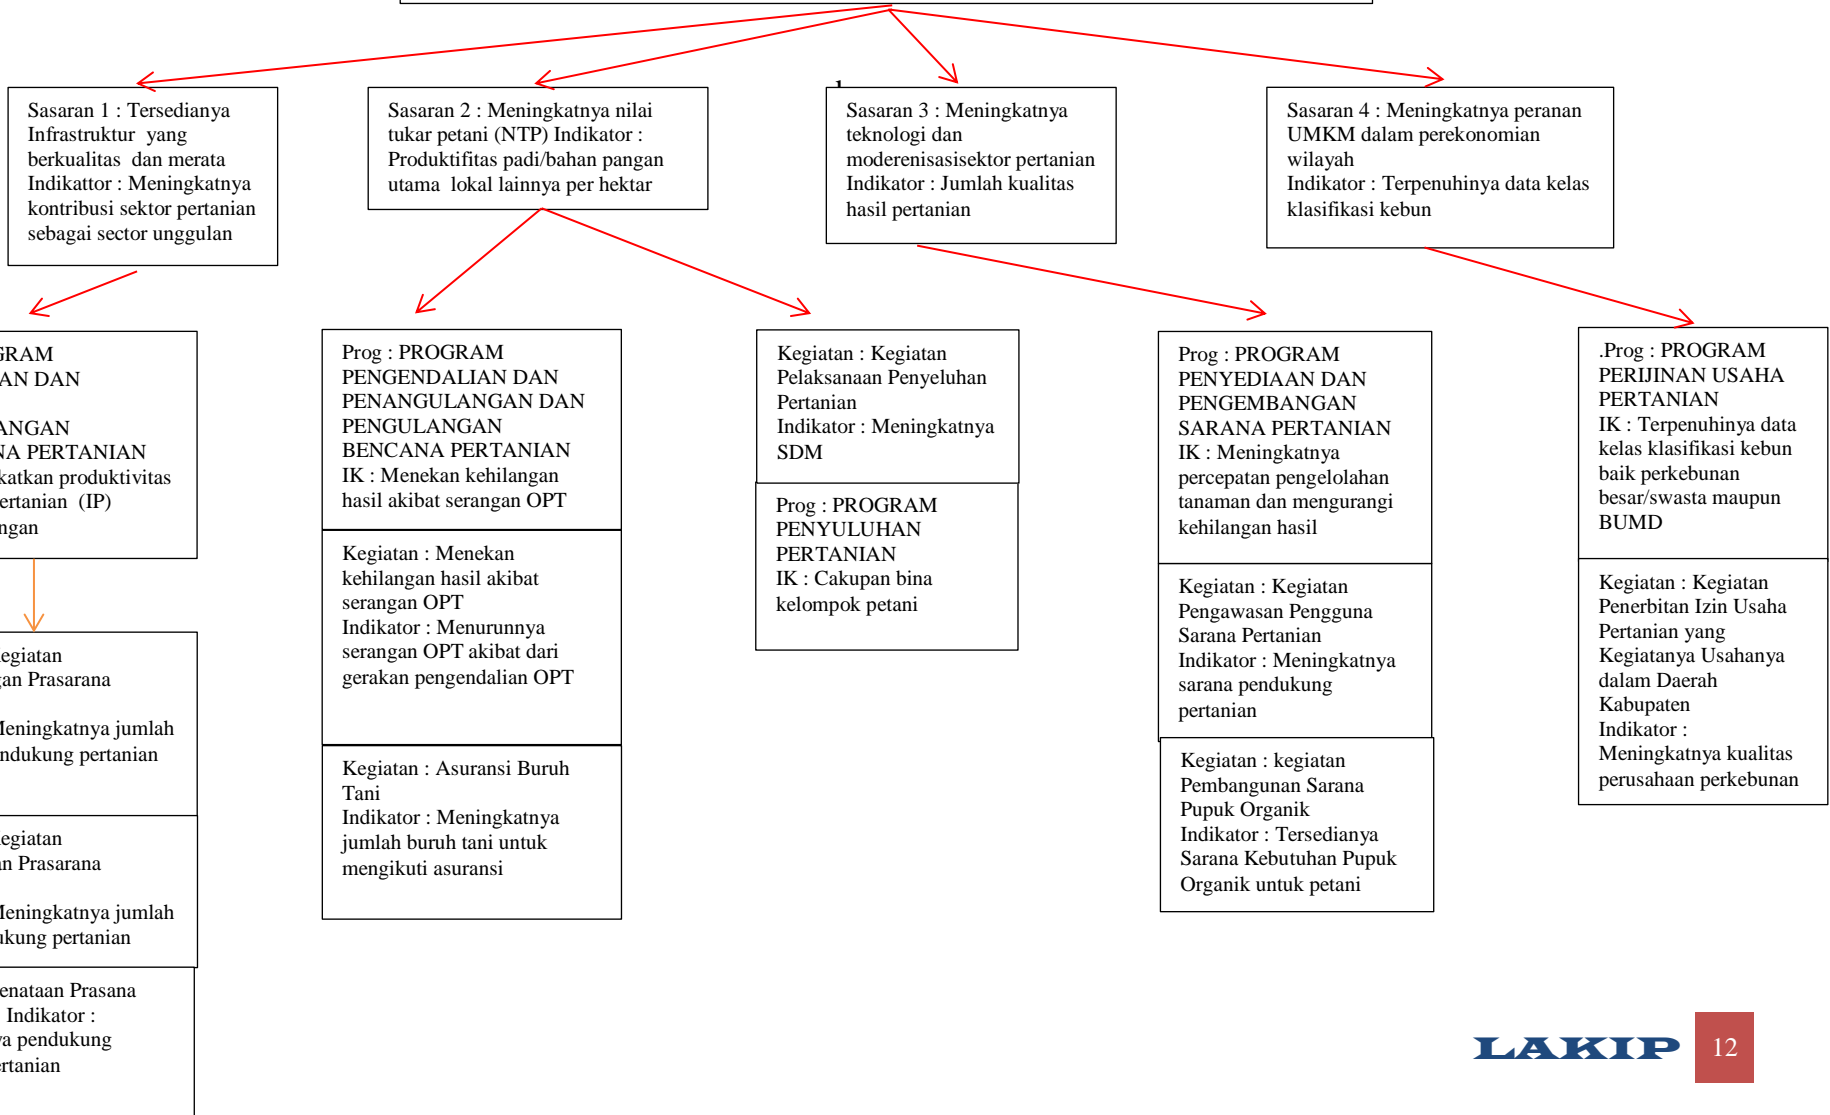 Sasaran 1 : Tersedianya
Infrastruktur yang
berkualitas dan merata
Indikattor : Meningkatnya
kontribusi sektor pertanian
sebagai sector unggulan
Sasaran 2 : Meningkatnya nilai
tukar petani (NTP) Indikator :
Produktifitas padi/bahan pangan
utama lokal lainnya per hektar
Sasaran 3 : Meningkatnya
teknologi dan
moderenisasisektor pertanian
Indikator : Jumlah kualitas
hasil pertanian
Sasaran 4 : Meningkatnya peranan
UMKM dalam perekonomian
wilayah
Indikator : Terpenuhinya data kelas
klasifikasi kebun
GRAM
AN DAN
ANGAN
NA PERTANIAN
katkan produktivitas
ertanian (IP)
ngan
egiatan
gan Prasarana
Meningkatnya jumlah
ndukung pertanian
egiatan
an Prasarana
Meningkatnya jumlah
ukung pertanian
enataan Prasana
Indikator :
ya pendukung
ertanian
Prog : PROGRAM
PENGENDALIAN DAN
PENANGULANGAN DAN
PENGULANGAN
BENCANA PERTANIAN
IK : Menekan kehilangan
hasil akibat serangan OPT
Kegiatan : Menekan
kehilangan hasil akibat
serangan OPT
Indikator : Menurunnya
serangan OPT akibat dari
gerakan pengendalian OPT
Kegiatan : Asuransi Buruh
Tani
Indikator : Meningkatnya
jumlah buruh tani untuk
mengikuti asuransi
Kegiatan : Kegiatan
Pelaksanaan Penyeluhan
Pertanian
Indikator : Meningkatnya
SDM
Prog : PROGRAM
PENYULUHAN
PERTANIAN
IK : Cakupan bina
kelompok petani
Prog : PROGRAM
PENYEDIAAN DAN
PENGEMBANGAN
SARANA PERTANIAN
IK : Meningkatnya
percepatan pengelolahan
tanaman dan mengurangi
kehilangan hasil
Kegiatan : Kegiatan
Pengawasan Pengguna
Sarana Pertanian
Indikator : Meningkatnya
sarana pendukung
pertanian
Kegiatan : kegiatan
Pembangunan Sarana
Pupuk Organik
Indikator : Tersedianya
Sarana Kebutuhan Pupuk
Organik untuk petani
.Prog : PROGRAM
PERIJINAN USAHA
PERTANIAN
IK : Terpenuhinya data
kelas klasifikasi kebun
baik perkebunan
besar/swasta maupun
BUMD
Kegiatan : Kegiatan
Penerbitan Izin Usaha
Pertanian yang
Kegiatanya Usahanya
dalam Daerah
Kabupaten
Indikator :
Meningkatnya kualitas
perusahaan perkebunan
LAKIP 12